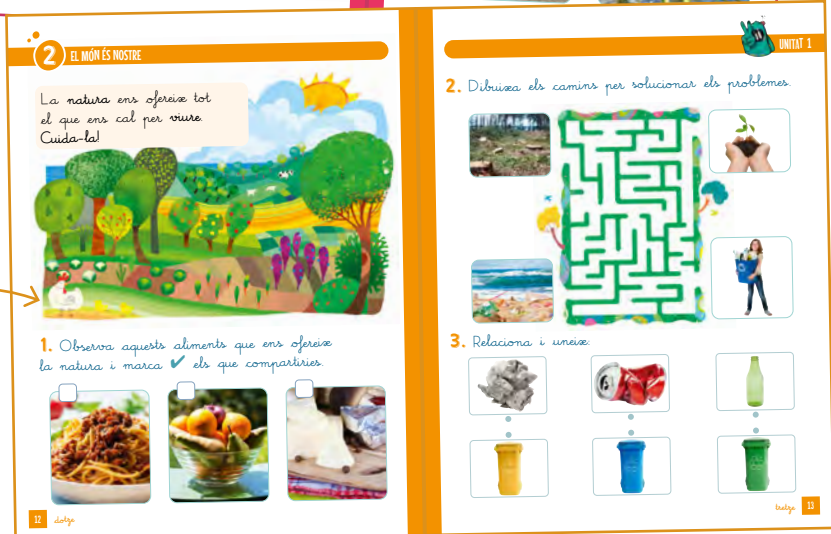 2 EL MÓN ÉS NOSTRE
La natura ens ofereix tot
el que ens cal per viure.
Cuida-la!
1. Observa aquests aliments que ens ofereix
la natura i marca ✔ els que compartiries.
12 dotze
UNITAT 1
2. Dibuixa els camins per solucionar els problemes.
3. Relaciona i uneix.
tretze 13